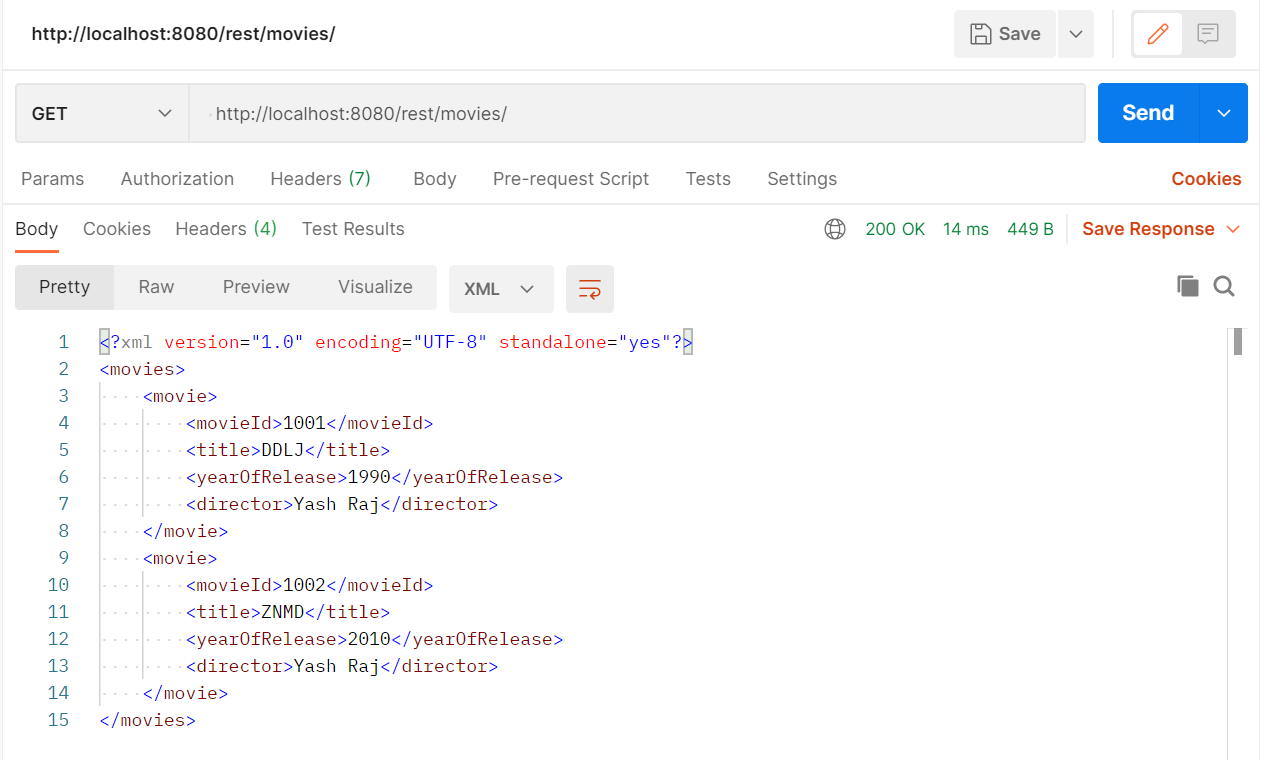 http://localhost:8080/rest/movies/ Save
GET http://localhost:8080/rest/movies/ Send
Params Authorization Headers (7) Body Pre-request Script Tests Settings Cookies
Body Cookies Headers (4) Test Results 200 OK 14 ms 449 B Save Response
Pretty Raw Preview Visualize XML
1 <?xml version="1.0" encoding="UTF-8" standalone="yes"?>
2 <movies>
3 <movie>
4 <movieId>1001</movieId>
5 <title>DDLJ</title>
6 <yearOfRelease>1990</yearOfRelease>
7 <director>Yash Raj</director>
8 </movie>
9 <movie>
10 <movieId>1002</movieId>
11 <title>ZNMD</title>
12 <yearOfRelease>2010</yearOfRelease>
13 <director>Yash Raj</director>
14 </movie>
15 </movies>